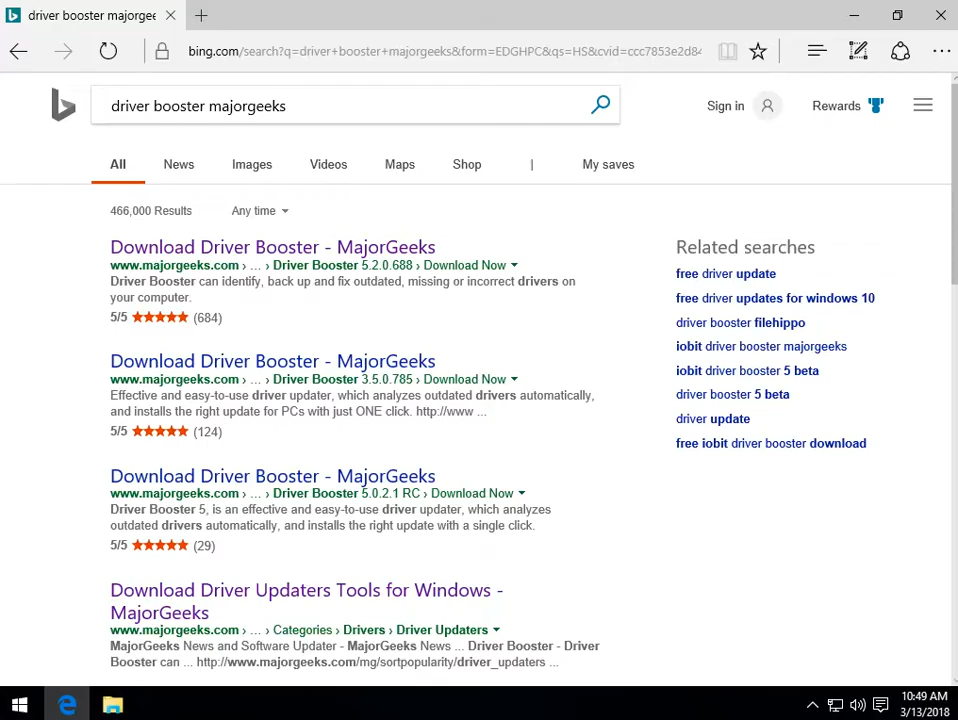 driver booster majorgee
bing.com/search?q=driver+booster+majorgeeks&form=EDGHPC&qs=HS&cvid=ccc7853e2d84
driver booster majorgeeks
Sign in
Rewards
All News Images Videos Maps Shop | My saves
466,000 Results Any time
Download Driver Booster - MajorGeeks
www.majorgeeks.com › ... › Driver Booster 5.2.0.688 › Download Now
Driver Booster can identify, back up and fix outdated, missing or incorrect drivers on
your computer.
5/5 ★★★★★ (684)
Download Driver Booster - MajorGeeks
www.majorgeeks.com › ... › Driver Booster 3.5.0.785 › Download Now
Effective and easy-to-use driver updater, which analyzes outdated drivers automatically,
and installs the right update for PCs with just ONE click. http://www ...
5/5 ★★★★★ (124)
Download Driver Booster - MajorGeeks
www.majorgeeks.com › ... › Driver Booster 5.0.2.1 RC › Download Now
Driver Booster 5, is an effective and easy-to-use driver updater, which analyzes
outdated drivers automatically, and installs the right update with a single click.
5/5 ★★★★★ (29)
Download Driver Updaters Tools for Windows -
MajorGeeks
www.majorgeeks.com › ... › Categories › Drivers › Driver Updaters
MajorGeeks News and Software Updater - MajorGeeks News ... Driver Booster - Driver
Booster can ... http://www.majorgeeks.com/mg/sortpopularity/driver_updaters ...
Related searches
free driver update
free driver updates for windows 10
driver booster filehippo
iobit driver booster majorgeeks
iobit driver booster 5 beta
driver booster 5 beta
driver update
free iobit driver booster download
10:49 AM
3/13/2018